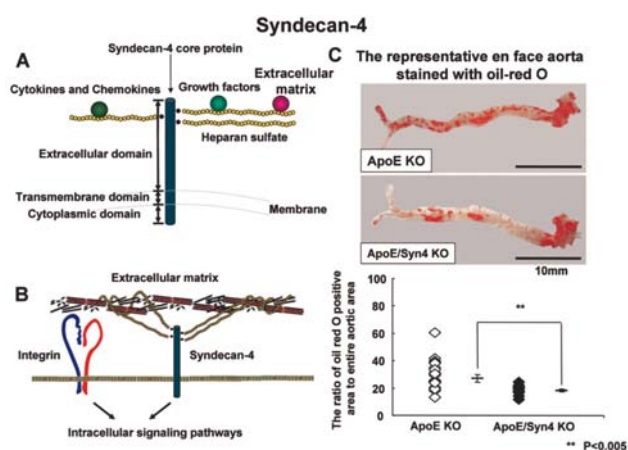 Syndecan-4
A
Syndecan-4 core protein
Cytokines and Chemokines
Growth factors
Extracellular
matrix
Heparan sulfate
Extracellular domain
Transmembrane domain
Cytoplasmic domain
Membrane
B
Extracellular matrix
Integrin
Syndecan-4
Intracellular signaling pathways
C
The representative en face aorta
stained with oil-red O
ApoE KO
ApoE/Syn4 KO
10mm
The ratio of oil red O positive
area to entire aortic area
100
80
60
40
20
0
**
ApoE KO
ApoE/Syn4 KO
** P<0.005